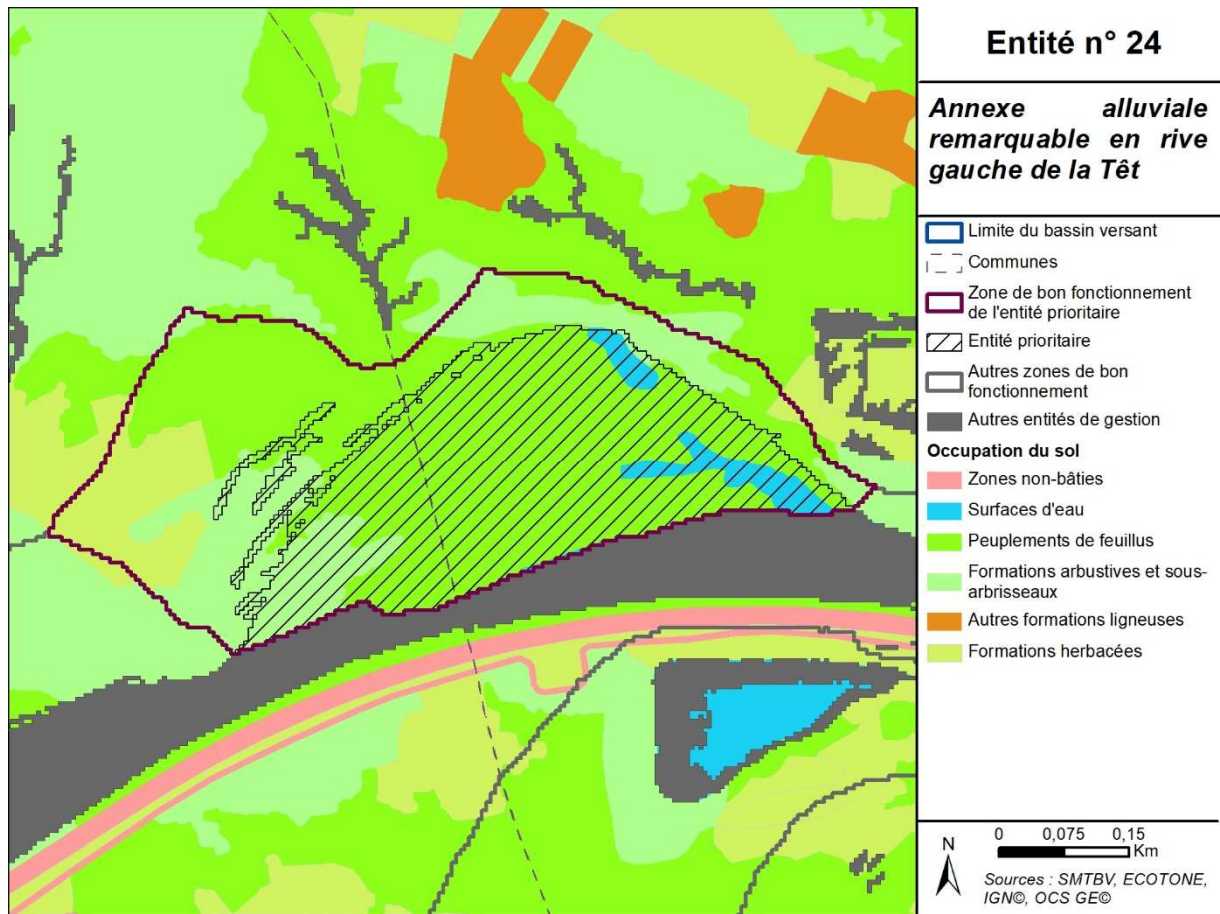 Entité n° 24
Annexe alluviale
remarquable en rive
gauche de la Têt
Limite du bassin versant
Communes
Zone de bon fonctionnement
de l'entité prioritaire
Entité prioritaire
Autres zones de bon
fonctionnement
Autres entités de gestion
Occupation du sol
Zones non-bâties
Surfaces d'eau
Peuplements de feuillus
Formations arbustives et sous-
arbrisseaux
Autres formations ligneuses
Formations herbacées
N
0 0,075 0,15
Km
Sources : SMTBV, ECOTONE,
IGN©, OCS GE©